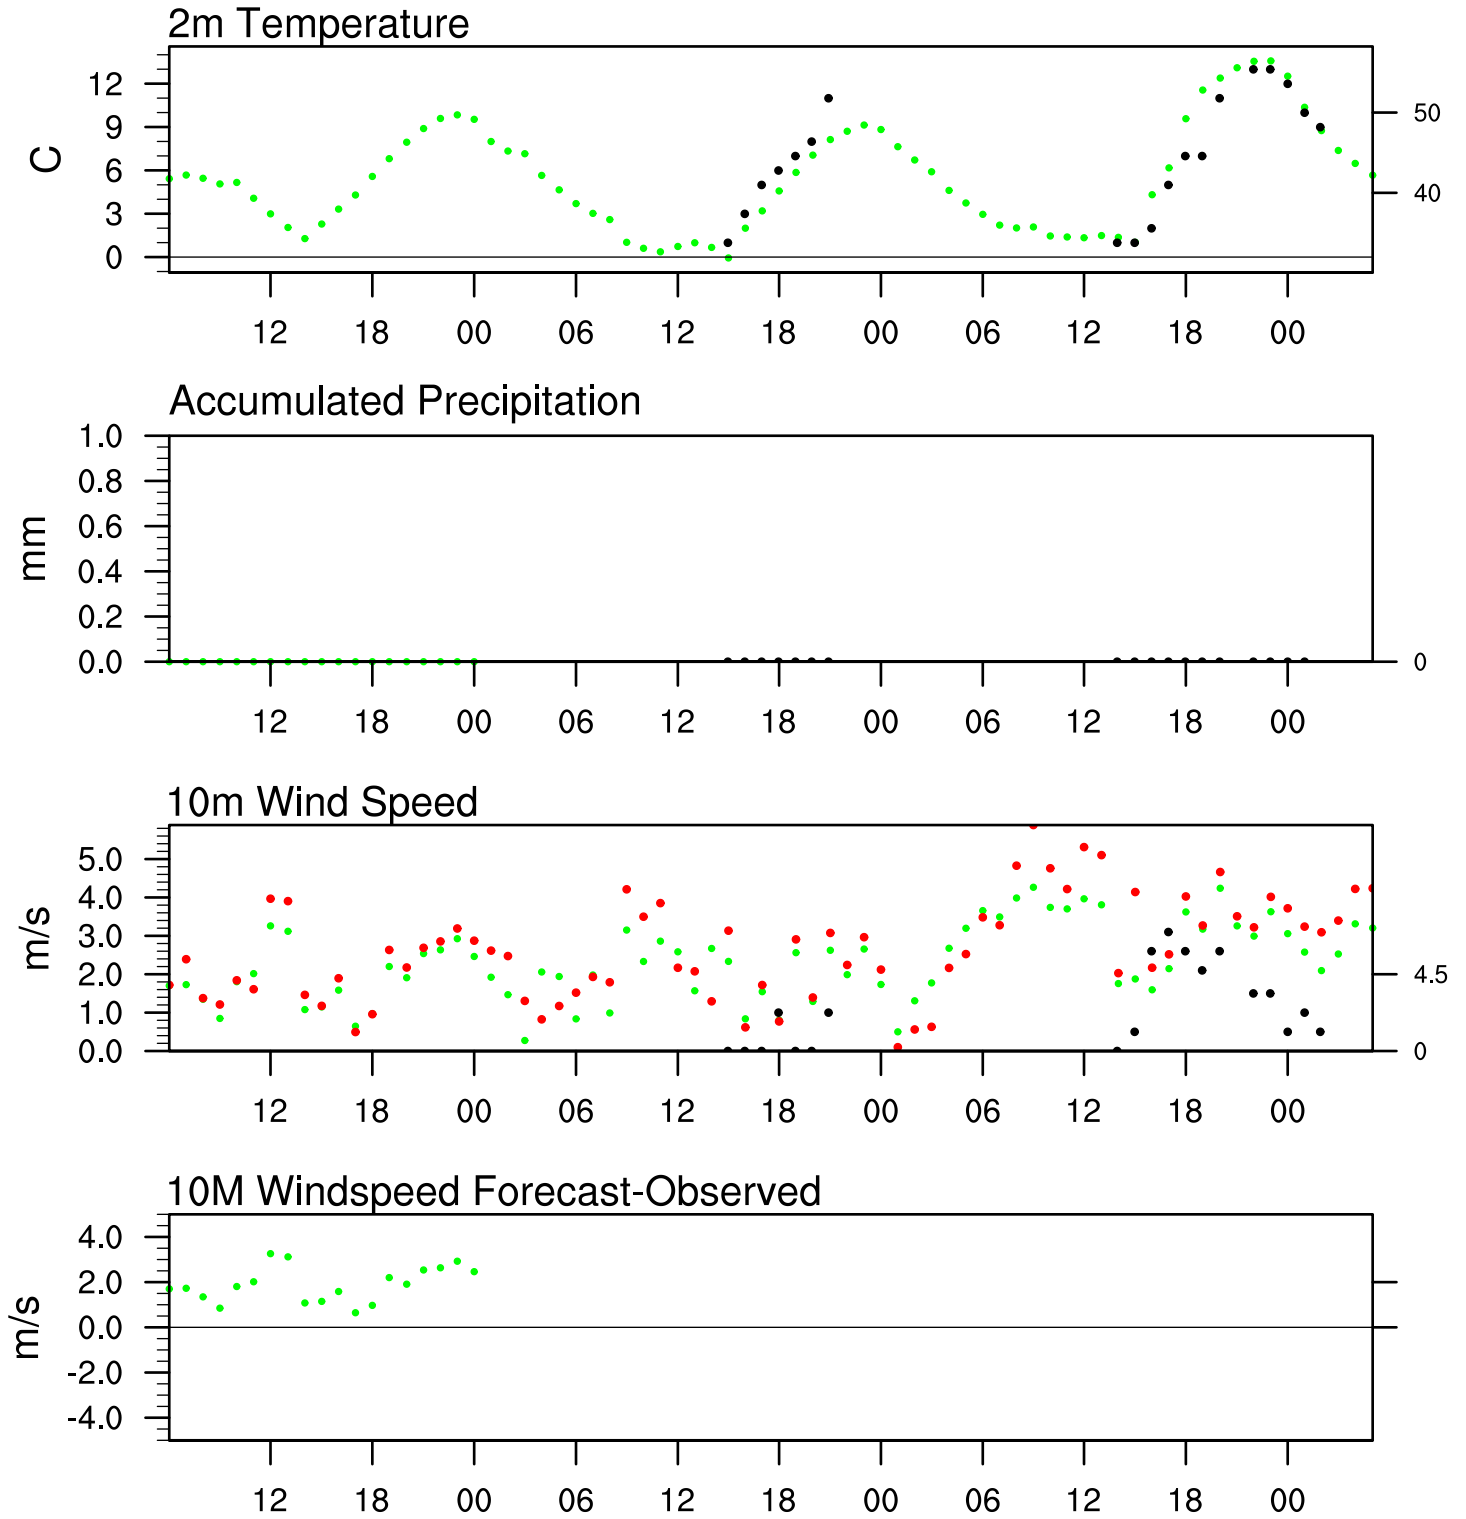 2m Temperature
12
9
6
3
0
C
50
40
12 18 00 06 12 18 00 06 12 18 00
Accumulated Precipitation
1.0
0.8
0.6
0.4
0.2
0.0
mm
0
12 18 00 06 12 18 00 06 12 18 00
10m Wind Speed
5.0
4.0
3.0
2.0
1.0
0.0
m/s
4.5
0
12 18 00 06 12 18 00 06 12 18 00
10M Windspeed Forecast-Observed
4.0
2.0
0.0
-2.0
-4.0
m/s
12 18 00 06 12 18 00 06 12 18 00